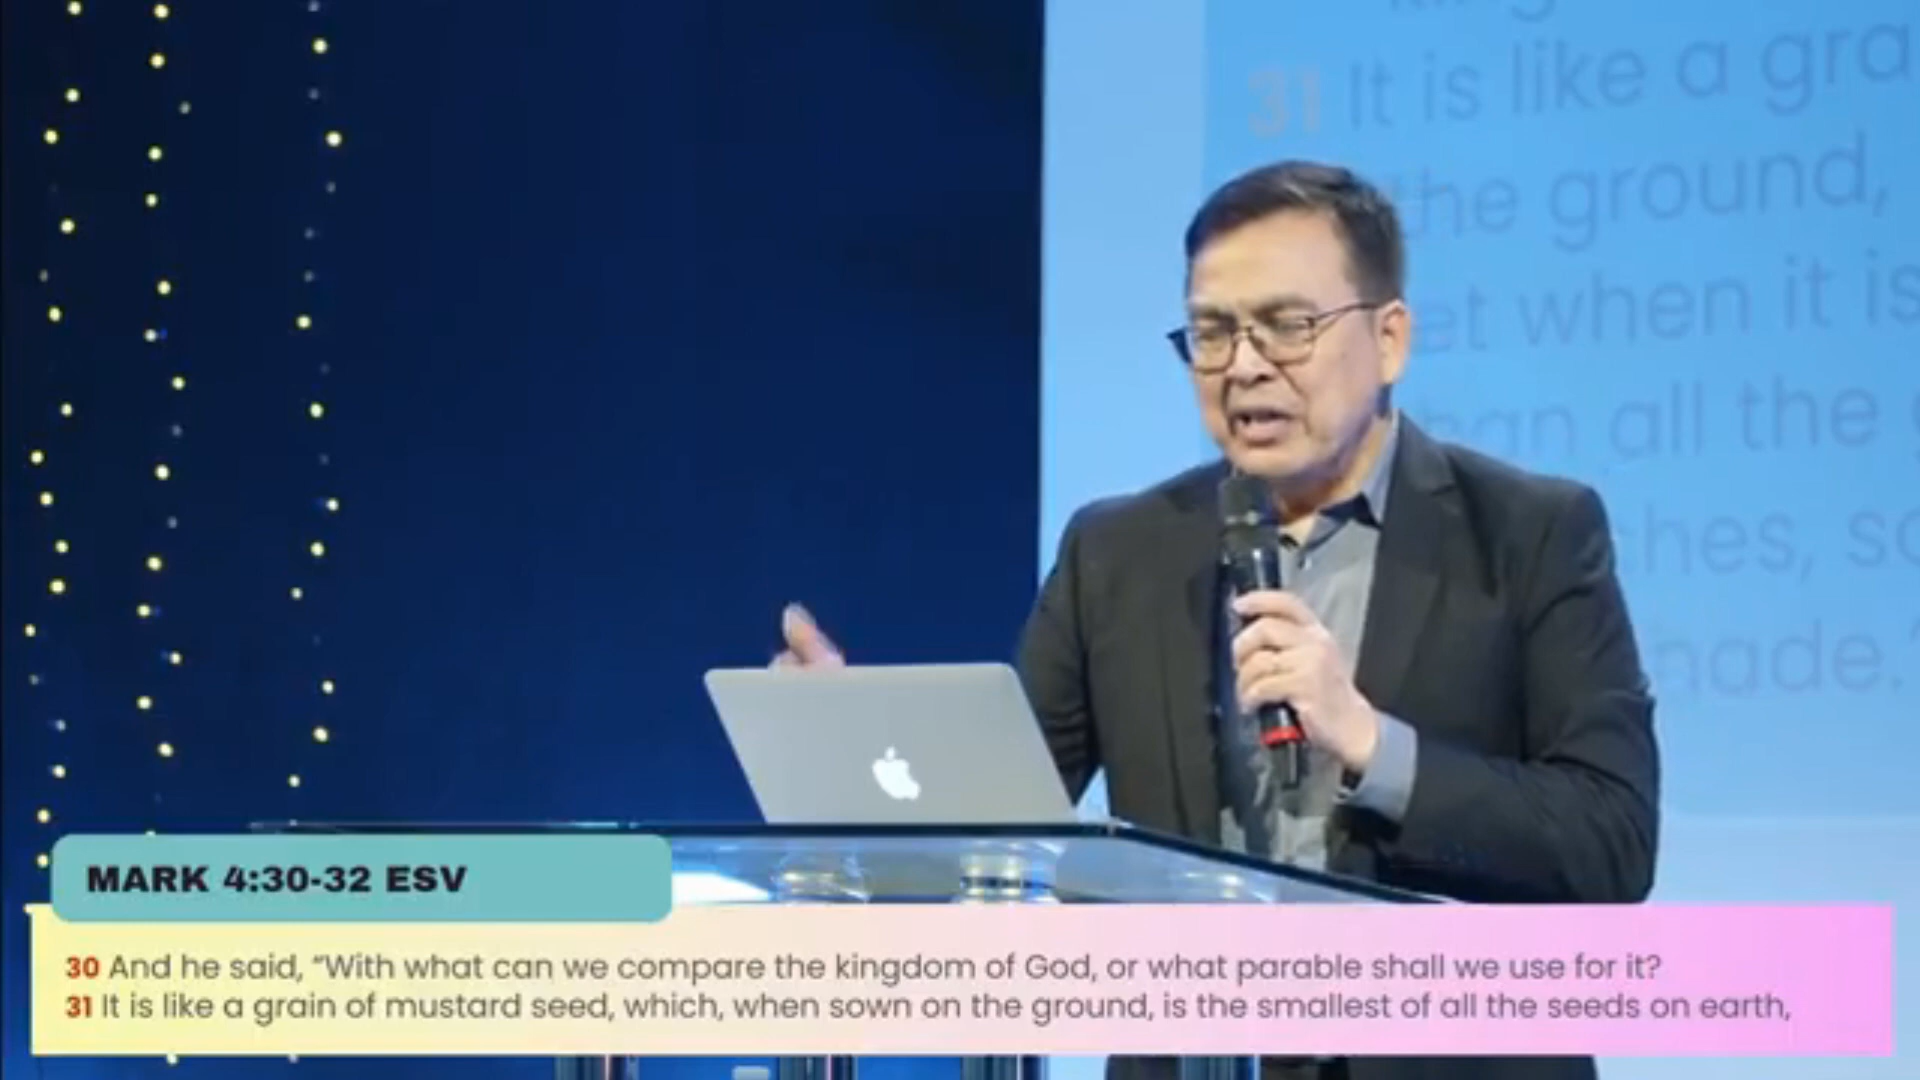 31 It is like a gra
the ground,
et when it is
han all the
ches, so
made."
MARK 4:30-32 ESV
30 And he said, “With what can we compare the kingdom of God, or what parable shall we use for it?
31 It is like a grain of mustard seed, which, when sown on the ground, is the smallest of all the seeds on earth,